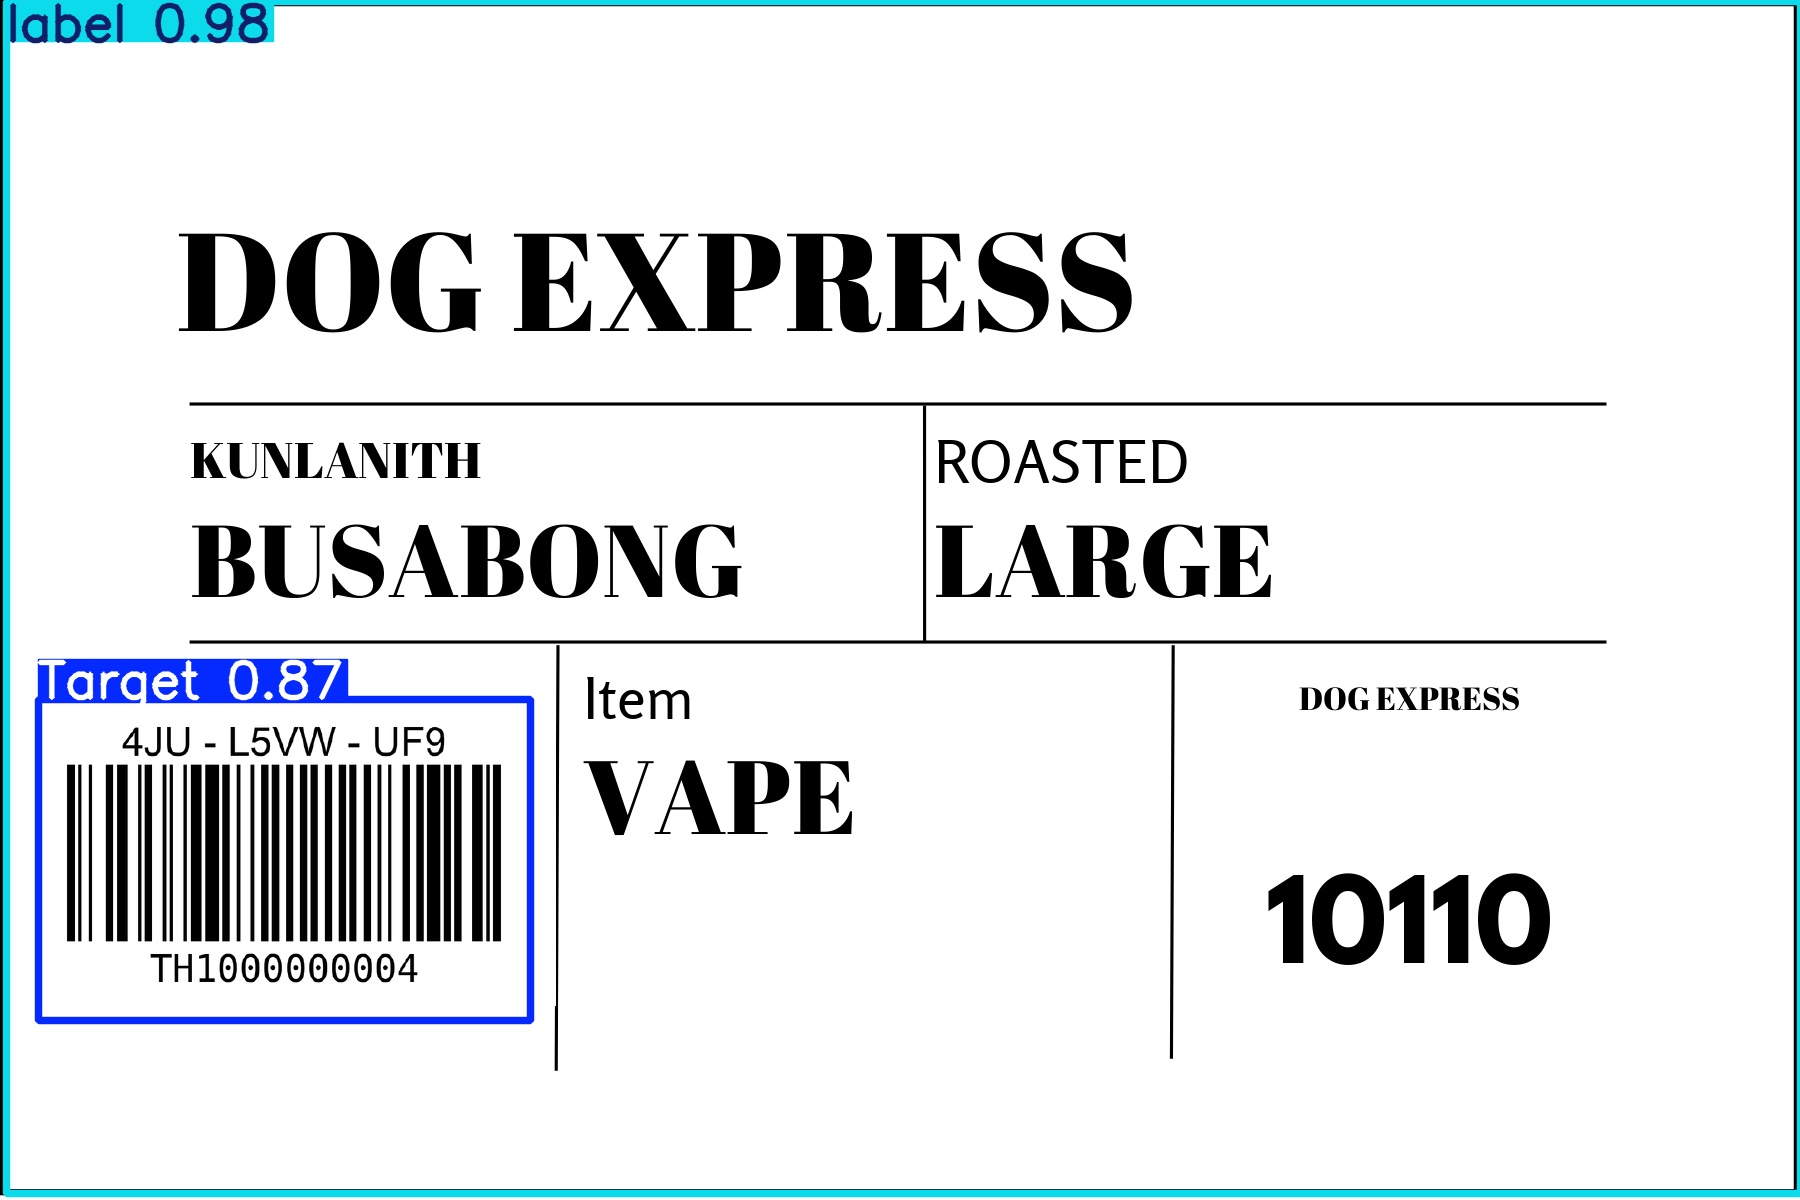 label 0.98
DOG EXPRESS
KUNLANITH
BUSABONG
ROASTED
LARGE
Target 0.87
4JU - L5VW - UF9
TH1000000004
Item
VAPE
DOG EXPRESS
10110